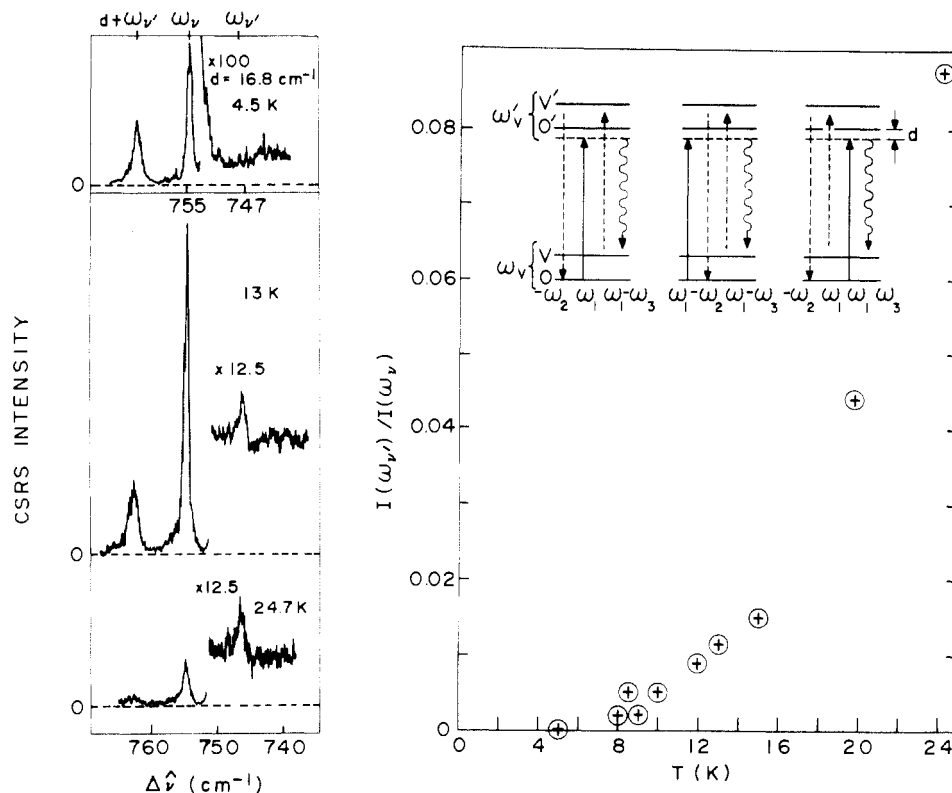 d+ων' ων ων'
×100
d = 16.8 cm⁻¹
4.5 K
0
755 747
13 K
× 12.5
0
×12.5
24.7 K
0
760 750 740
Δν̂ (cm⁻¹)
CSRS INTENSITY
I(ων') / I(ων)
0.08
0.06
0.04
0.02
0
0 4 8 12 16 20 24
T (K)
ω'v { V' 0'
d
ωv { V 0
-ω2 ω1 ω1 -ω3
ω1 -ω2 ω1 -ω3
-ω2 ω1 ω1 ω3